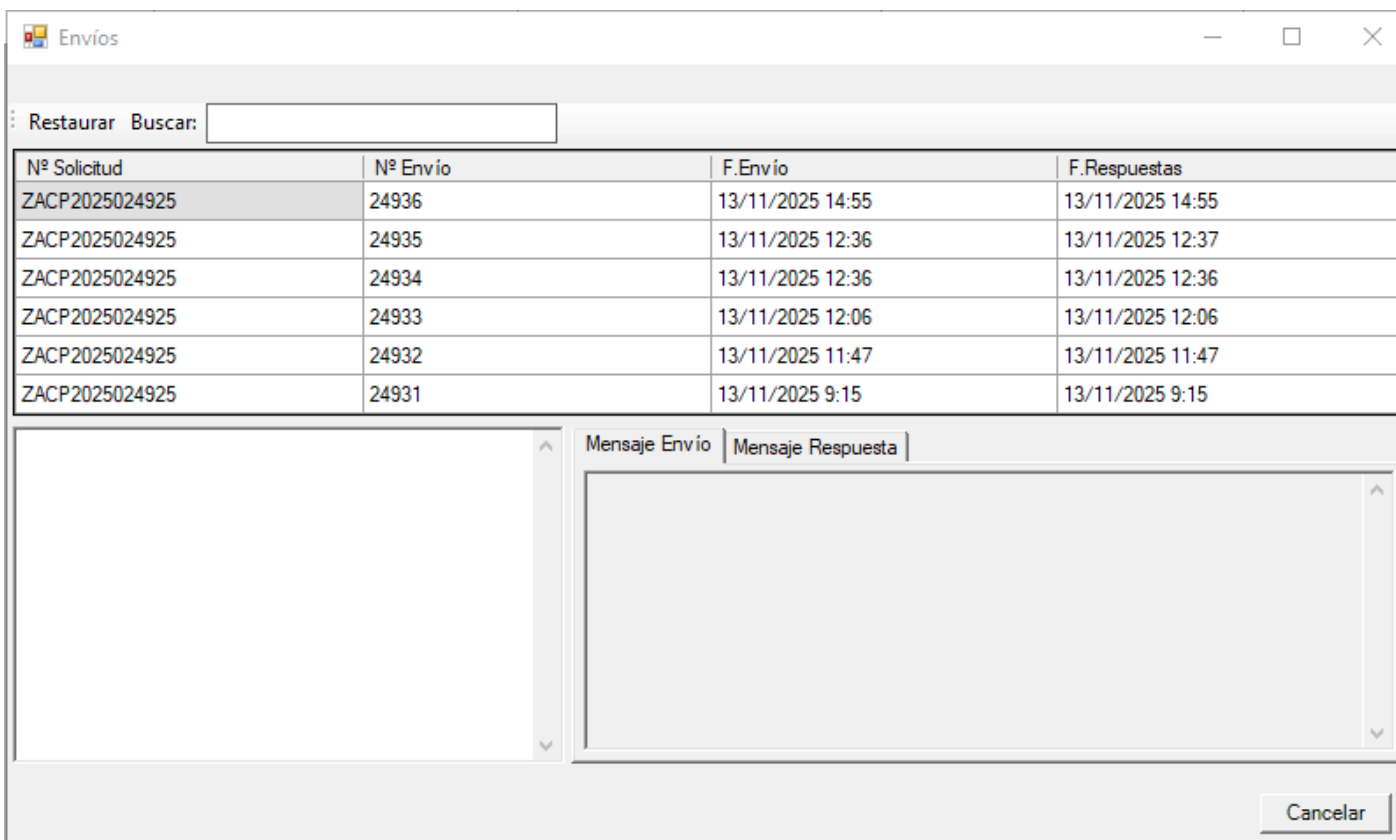 Envíos
Restaurar Buscar:
Nº Solicitud Nº Envío F.Envío F.Respuestas
ZACP2025024925 24936 13/11/2025 14:55 13/11/2025 14:55
ZACP2025024925 24935 13/11/2025 12:36 13/11/2025 12:37
ZACP2025024925 24934 13/11/2025 12:36 13/11/2025 12:36
ZACP2025024925 24933 13/11/2025 12:06 13/11/2025 12:06
ZACP2025024925 24932 13/11/2025 11:47 13/11/2025 11:47
ZACP2025024925 24931 13/11/2025 9:15 13/11/2025 9:15
Mensaje Envío Mensaje Respuesta
Cancelar